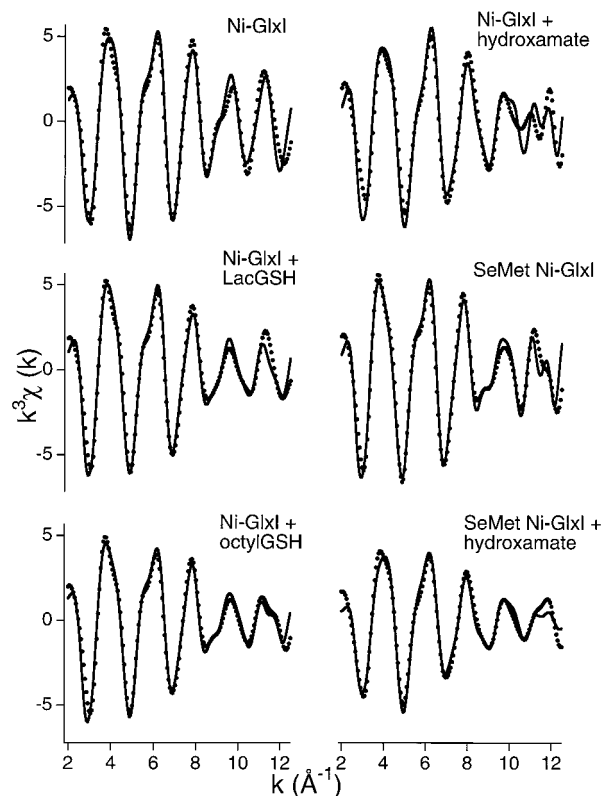 Ni-GlxI
Ni-GlxI +
hydroxamate
5
0
-5
Ni-GlxI +
LacGSH
SeMet Ni-GlxI
5
0
-5
k³χ (k)
Ni-GlxI +
octylGSH
SeMet Ni-GlxI +
hydroxamate
5
0
-5
2 4 6 8 10 12
2 4 6 8 10 12
k (Å⁻¹)